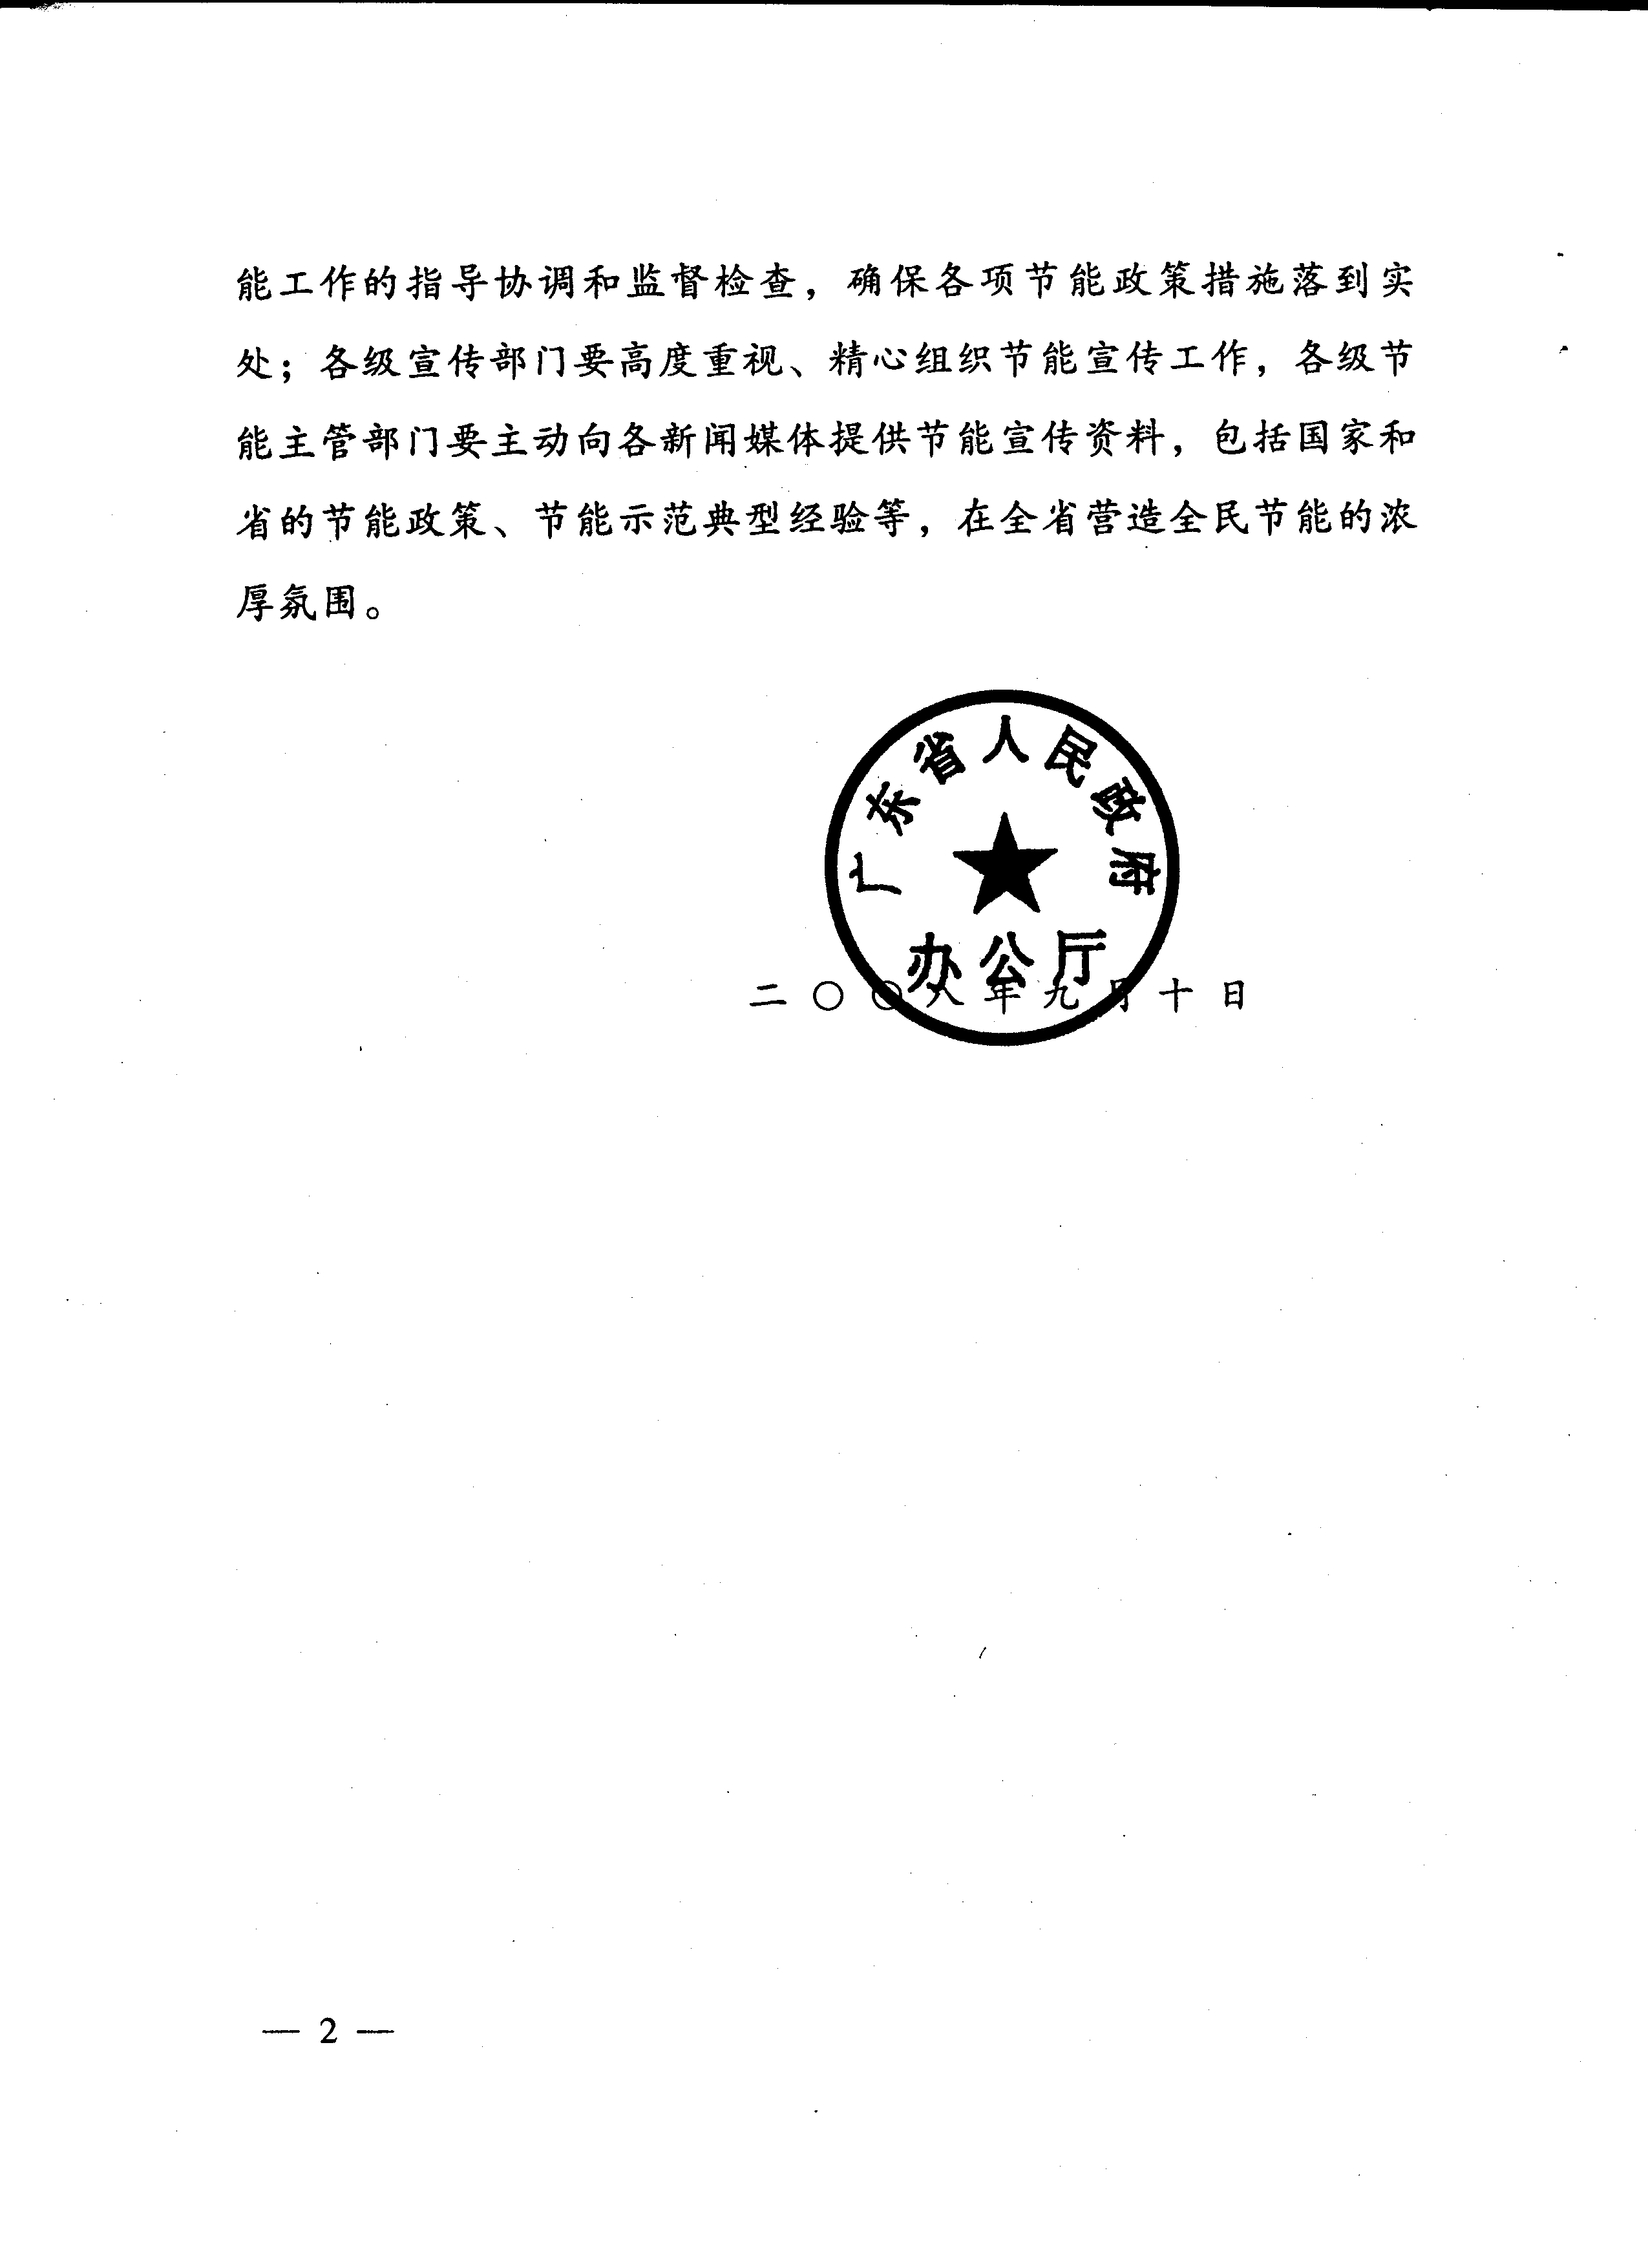 能工作的指导协调和监督检查，确保各项节能政策措施落到实
处；各级宣传部门要高度重视、精心组织节能宣传工作，各级节
能主管部门要主动向各新闻媒体提供节能宣传资料，包括国家和
省的节能政策、节能示范典型经验等，在全省营造全民节能的浓
厚氛围。
广东省人民政府
办公厅
二〇〇八年九月十日
— 2 —